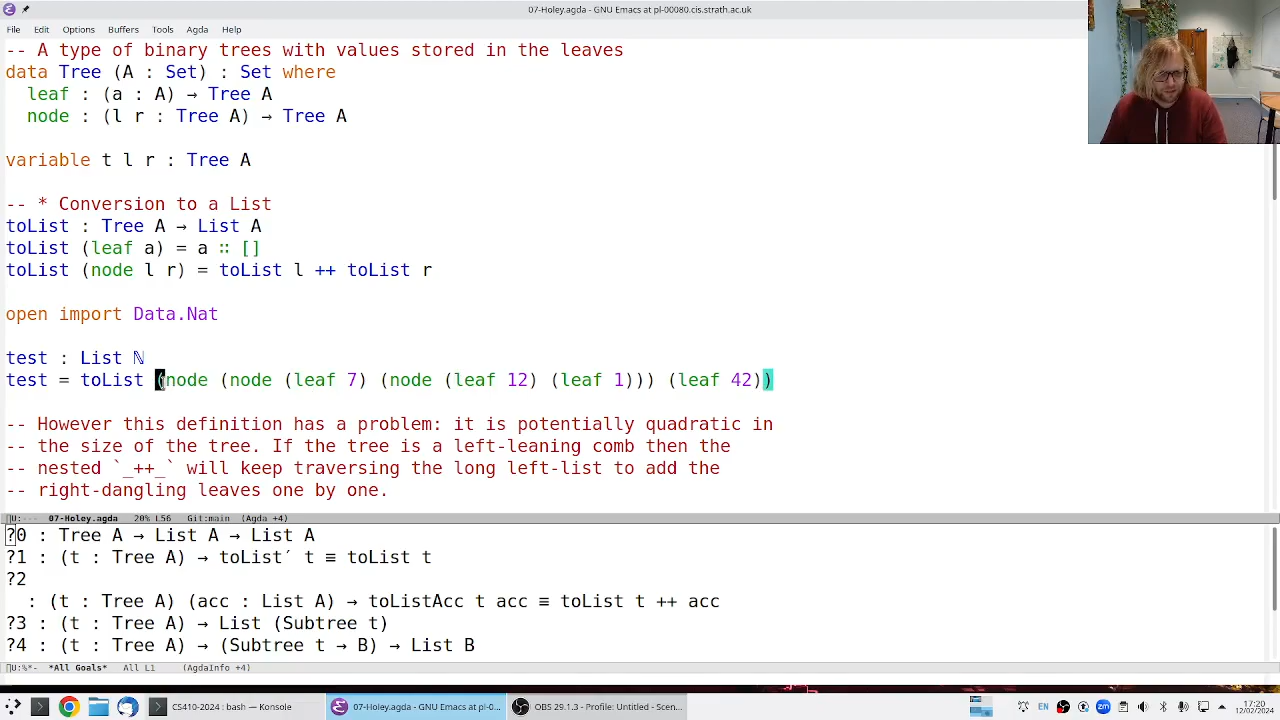 07-Holey.agda - GNU Emacs at pl-00080.cis.strath.ac.uk
File Edit Options Buffers Tools Agda Help
-- A type of binary trees with values stored in the leaves
data Tree (A : Set) : Set where
  leaf : (a : A) → Tree A
  node : (l r : Tree A) → Tree A
variable t l r : Tree A
-- * Conversion to a List
toList : Tree A → List A
toList (leaf a) = a ∷ []
toList (node l r) = toList l ++ toList r
open import Data.Nat
test : List ℕ
test = toList (node (node (leaf 7) (node (leaf 12) (leaf 1))) (leaf 42))
-- However this definition has a problem: it is potentially quadratic in
-- the size of the tree. If the tree is a left-leaning comb then the
-- nested `_++_` will keep traversing the long left-list to add the
-- right-dangling leaves one by one.
U:--- 07-Holey.agda 20% L56 Git:main (Agda +4)
?0 : Tree A → List A → List A
?1 : (t : Tree A) → toList′ t ≡ toList t
?2
  : (t : Tree A) (acc : List A) → toListAcc t acc ≡ toList t ++ acc
?3 : (t : Tree A) → List (Subtree t)
?4 : (t : Tree A) → (Subtree t → B) → List B
U:%*- *All Goals* All L1 (AgdaInfo +4)
CS410-2024 : bash — Kons 07-Holey.agda - GNU Emacs at pl-0... OBS 29.1.3 - Profile: Untitled - Scen... EN zm 17:20
12/02/2024